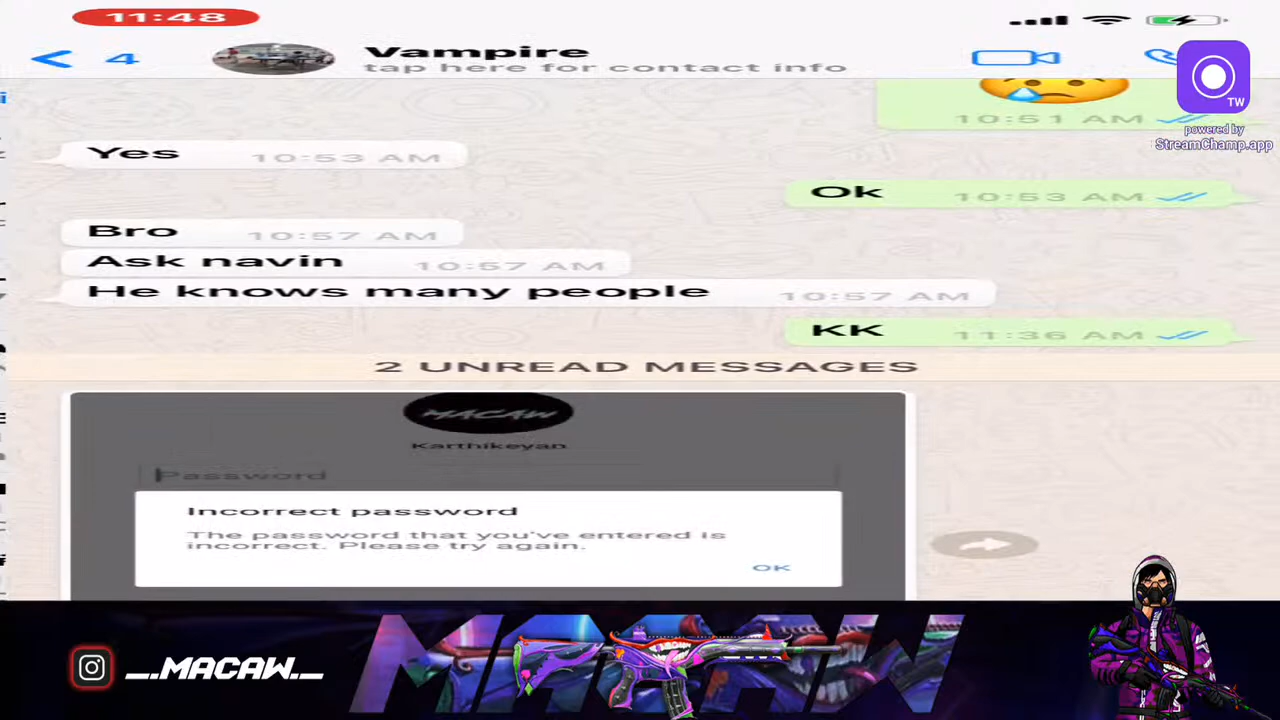 11:48
4
Vampire
tap here for contact info
TW
powered by
StreamChamp.app
10:51 AM
Yes 10:53 AM
Ok 10:53 AM
Bro 10:57 AM
Ask navin 10:57 AM
He knows many people 10:57 AM
KK 11:36 AM
2 UNREAD MESSAGES
MACAW
Karthikeyan
Password
Incorrect password
The password that you've entered is
incorrect. Please try again.
OK
__.MACAW._
MACAW